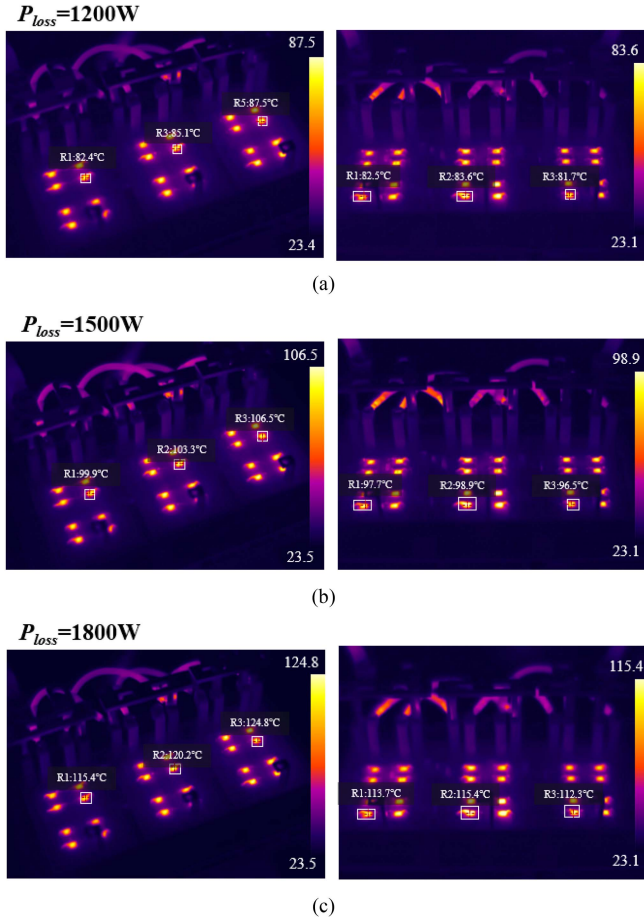 P_loss=1200W
87.5
R5:87.5℃
R3:85.1℃
R1:82.4℃
23.4
83.6
R1:82.5℃ R2:83.6℃ R3:81.7℃
23.1
(a)
P_loss=1500W
106.5
R3:106.5℃
R2:103.3℃
R1:99.9℃
23.5
98.9
R1:97.7℃ R2:98.9℃ R3:96.5℃
23.1
(b)
P_loss=1800W
124.8
R3:124.8℃
R2:120.2℃
R1:115.4℃
23.5
115.4
R1:113.7℃ R2:115.4℃ R3:112.3℃
23.1
(c)